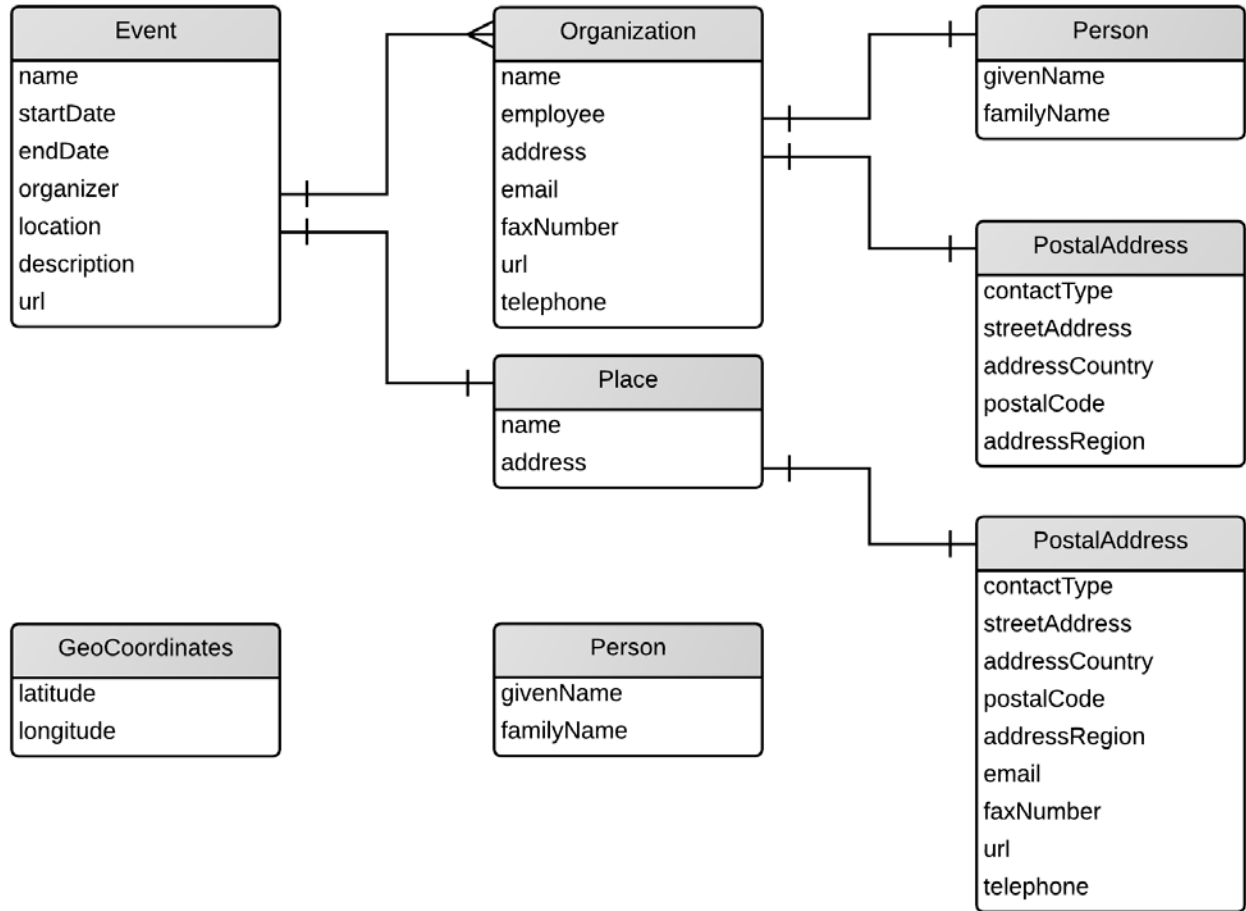 Event
name
startDate
endDate
organizer
location
description
url
Organization
name
employee
address
email
faxNumber
url
telephone
Person
givenName
familyName
PostalAddress
contactType
streetAddress
addressCountry
postalCode
addressRegion
Place
name
address
PostalAddress
contactType
streetAddress
addressCountry
postalCode
addressRegion
email
faxNumber
url
telephone
GeoCoordinates
latitude
longitude
Person
givenName
familyName